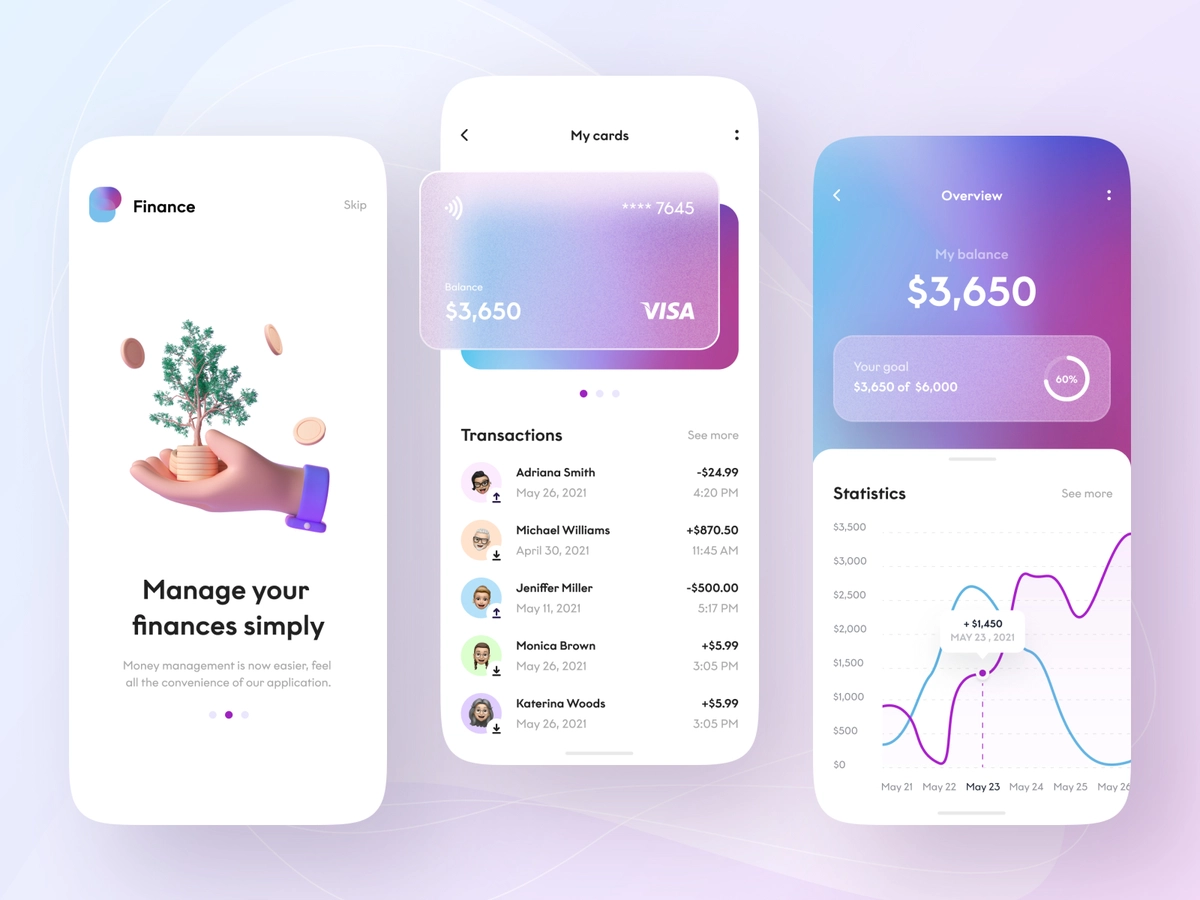 Finance
Skip
Manage your
finances simply
Money management is now easier, feel
all the convenience of our application.
My cards
**** 7645
Balance
$3,650
VISA
Transactions
See more
Adriana Smith
-$24.99
May 26, 2021
4:20 PM
Michael Williams
+$870.50
April 30, 2021
11:45 AM
Jeniffer Miller
-$500.00
May 11, 2021
5:17 PM
Monica Brown
+$5.99
May 26, 2021
3:05 PM
Katerina Woods
+$5.99
May 26, 2021
3:05 PM
Overview
My balance
$3,650
Your goal
$3,650 of $6,000
60%
Statistics
See more
$3,500
$3,000
$2,500
$2,000
$1,500
$1,000
$500
$0
+ $1,450
MAY 23 , 2021
May 21
May 22
May 23
May 24
May 25
May 26